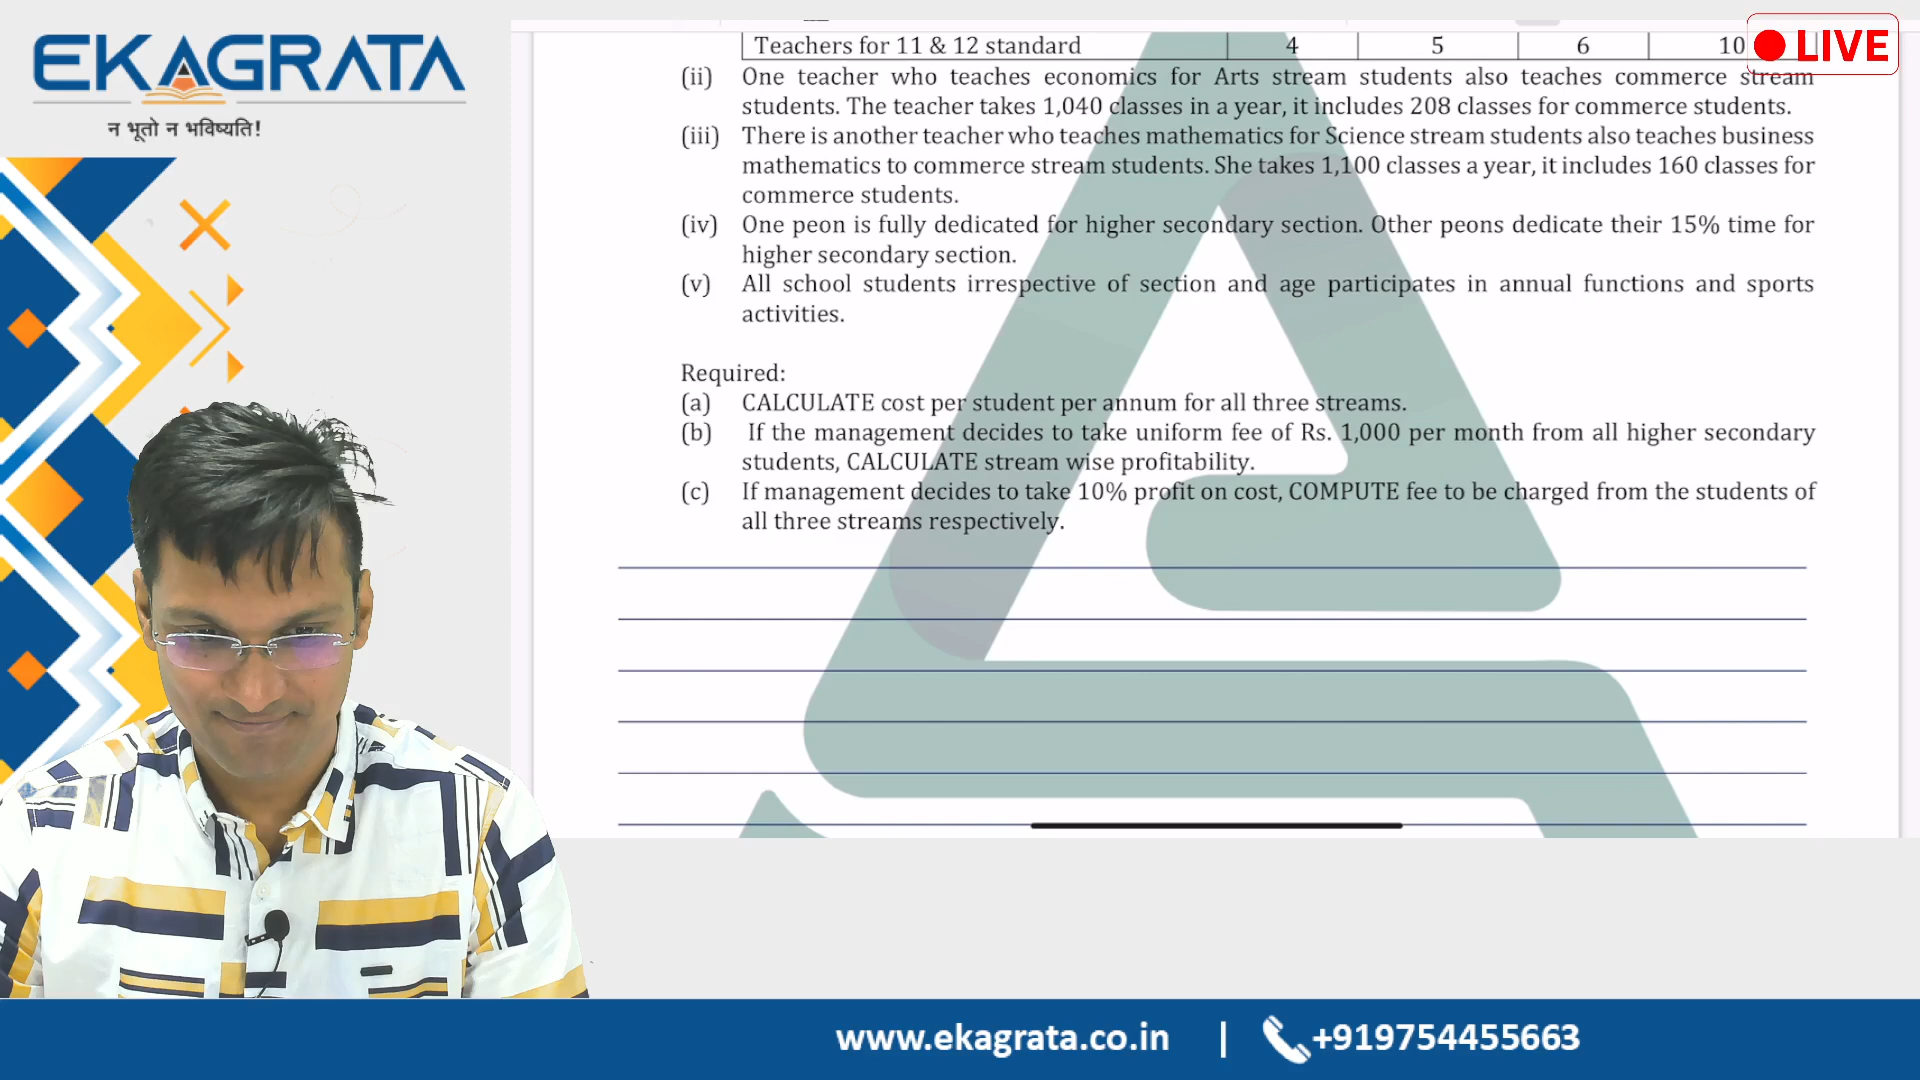 EKAGRATA
न भूतो न भविष्यति!
LIVE
Teachers for 11 & 12 standard 4 5 6 10
(ii) One teacher who teaches economics for Arts stream students also teaches commerce stream
students. The teacher takes 1,040 classes in a year, it includes 208 classes for commerce students.
(iii) There is another teacher who teaches mathematics for Science stream students also teaches business
mathematics to commerce stream students. She takes 1,100 classes a year, it includes 160 classes for
commerce students.
(iv) One peon is fully dedicated for higher secondary section. Other peons dedicate their 15% time for
higher secondary section.
(v) All school students irrespective of section and age participates in annual functions and sports
activities.
Required:
(a) CALCULATE cost per student per annum for all three streams.
(b) If the management decides to take uniform fee of Rs. 1,000 per month from all higher secondary
students, CALCULATE stream wise profitability.
(c) If management decides to take 10% profit on cost, COMPUTE fee to be charged from the students of
all three streams respectively.
www.ekagrata.co.in | +919754455663